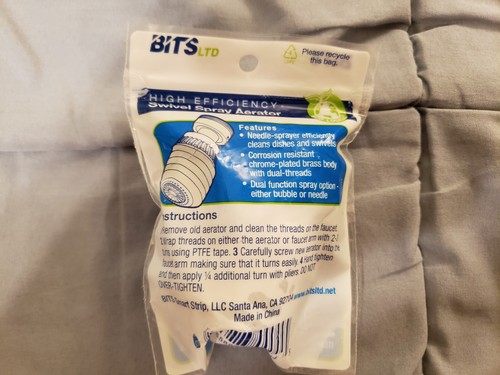 BITS LTD
Please recycle
this bag.
HIGH EFFICIENCY
Swivel Spray Aerator
Features
• Needle-sprayer efficiently
cleans dishes and swivels
• Corrosion resistant
• chrome-plated brass body
with dual-threads
• Dual function spray option -
either bubble or needle
nstructions
Remove old aerator and clean the threads on the faucet
Wrap threads on either the aerator or faucet arm with 2-
turns using PTFE tape. 3 Carefully screw new aerator into the
faucet arm making sure that it turns easily. 4 Hand tighten
and then apply ¼ additional turn with pliers. DO NOT
OVER-TIGHTEN.
BITS Smart Strip, LLC Santa Ana, CA 92704 www.bitsltd.net
Made in China